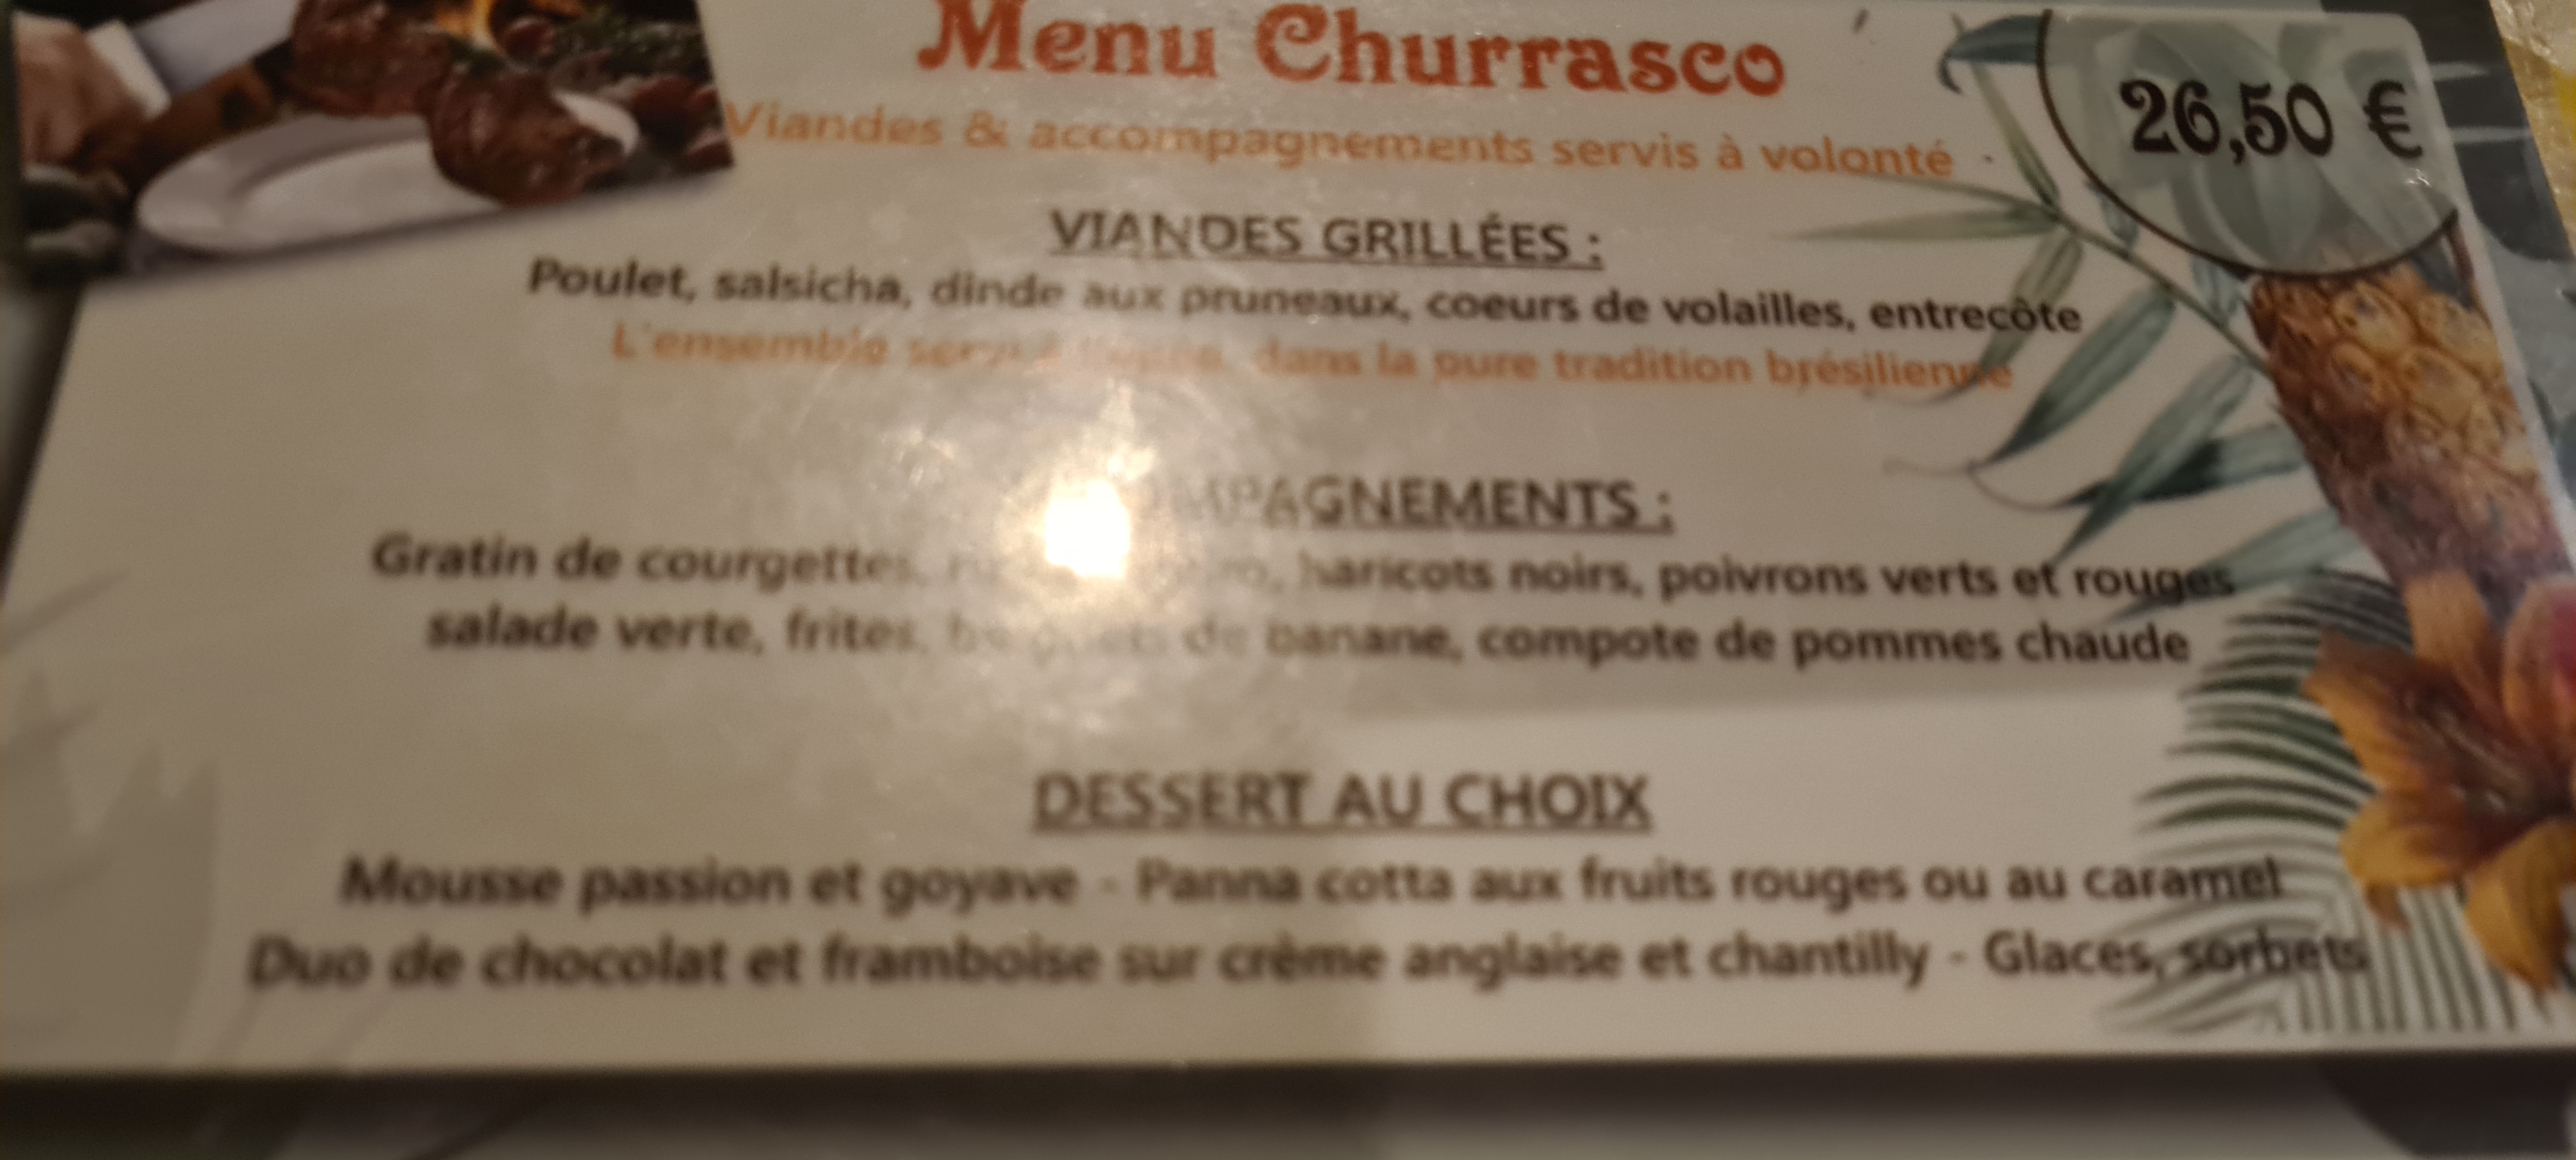 Menu Churrasco
26,50 €
Viandes & accompagnements servis à volonté
VIANDES GRILLÉES :
Poulet, salsicha, dinde aux pruneaux, coeurs de volailles, entrecôte
L'ensemble servi à dans la pure tradition brésilienne
MPAGNEMENTS :
Gratin de courgettes, haricots noirs, poivrons verts et rouges
salade verte, frites, beignets de banane, compote de pommes chaude
DESSERT AU CHOIX
Mousse passion et goyave - Panna cotta aux fruits rouges ou au caramel
Duo de chocolat et framboise sur crème anglaise et chantilly - Glaces, sorbets